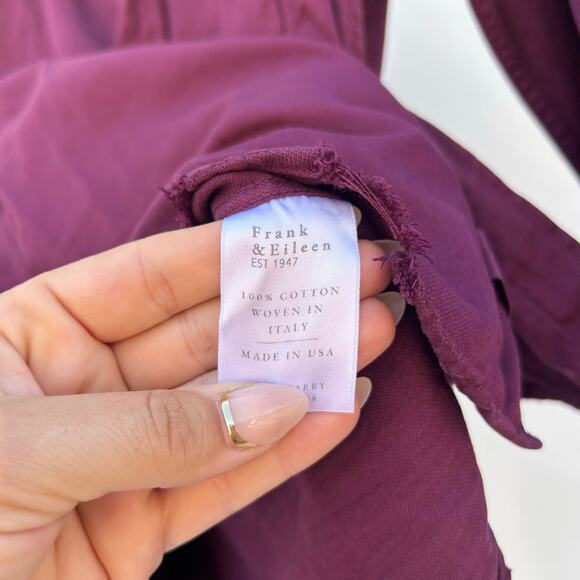 Frank
& Eileen
EST 1947
100% COTTON
WOVEN IN
ITALY
MADE IN USA